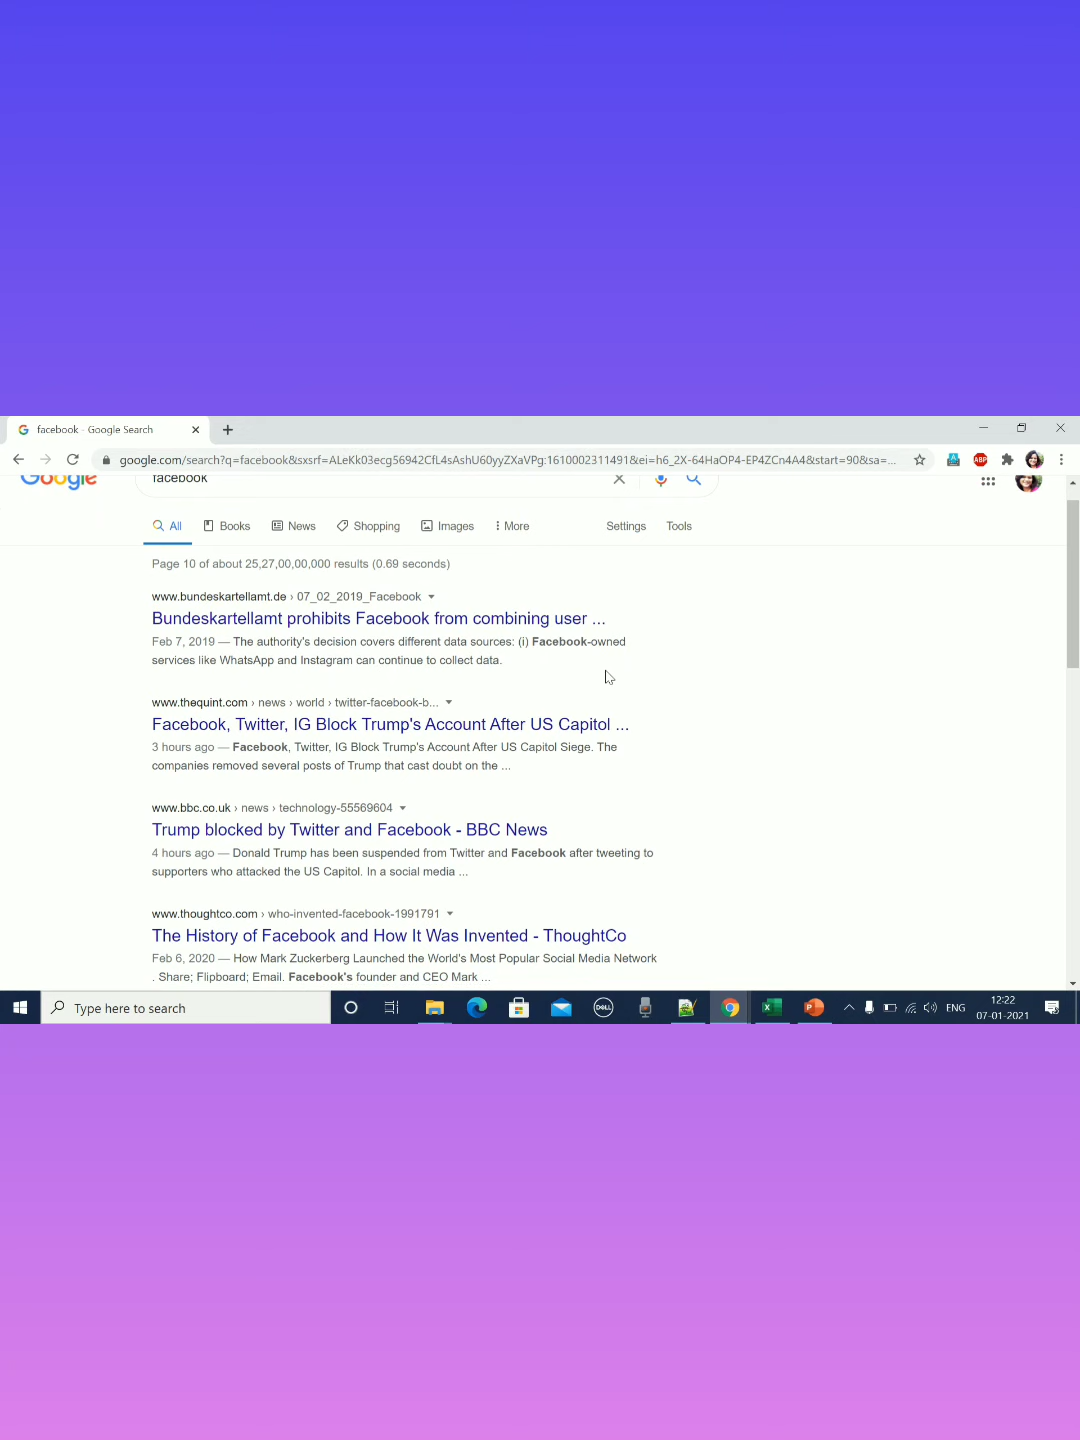 facebook - Google Search
google.com/search?q=facebook&sxsrf=ALeKk03ecg56942CfL4sAshU60yyZXaVPg:1610002311491&ei=h6_2X-64HaOP4-EP4ZCn4A4&start=90&sa=...
ABP
Google
facebook
All Books News Shopping Images More Settings Tools
Page 10 of about 25,27,00,00,000 results (0.69 seconds)
www.bundeskartellamt.de › 07_02_2019_Facebook
Bundeskartellamt prohibits Facebook from combining user ...
Feb 7, 2019 — The authority's decision covers different data sources: (i) Facebook-owned
services like WhatsApp and Instagram can continue to collect data.
www.thequint.com › news › world › twitter-facebook-b...
Facebook, Twitter, IG Block Trump's Account After US Capitol ...
3 hours ago — Facebook, Twitter, IG Block Trump's Account After US Capitol Siege. The
companies removed several posts of Trump that cast doubt on the ...
www.bbc.co.uk › news › technology-55569604
Trump blocked by Twitter and Facebook - BBC News
4 hours ago — Donald Trump has been suspended from Twitter and Facebook after tweeting to
supporters who attacked the US Capitol. In a social media ...
www.thoughtco.com › who-invented-facebook-1991791
The History of Facebook and How It Was Invented - ThoughtCo
Feb 6, 2020 — How Mark Zuckerberg Launched the World's Most Popular Social Media Network
. Share; Flipboard; Email. Facebook's founder and CEO Mark ...
Type here to search
DELL
ENG
12:22
07-01-2021